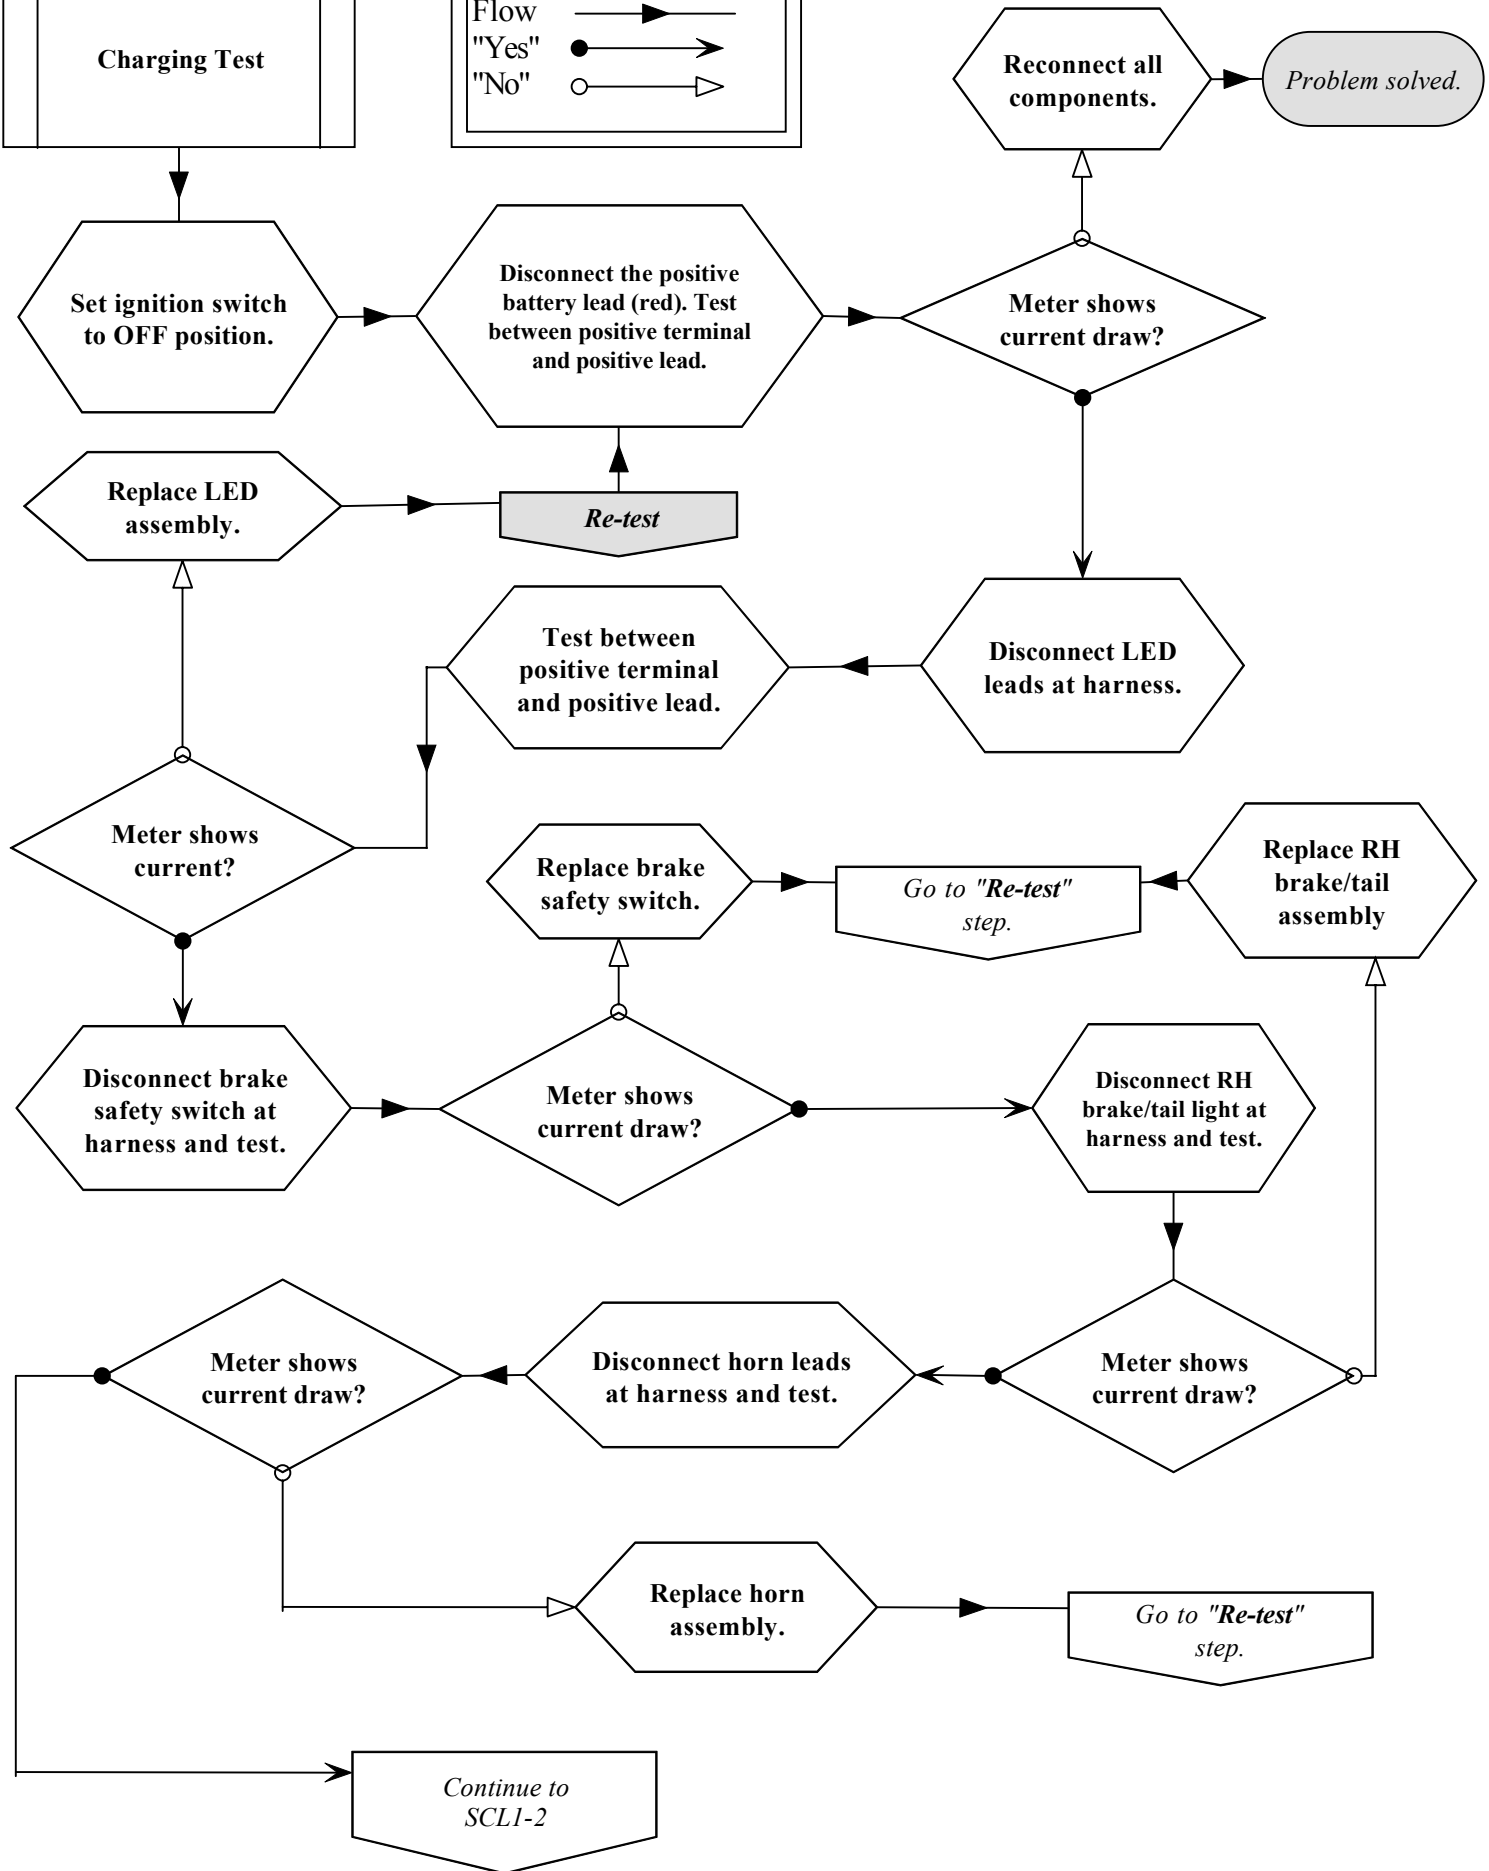 Charging Test
Flow
"Yes"
"No"
Reconnect all
components.
Problem solved.
Set ignition switch
to OFF position.
Disconnect the positive
battery lead (red). Test
between positive terminal
and positive lead.
Meter shows
current draw?
Replace LED
assembly.
Re-test
Test between
positive terminal
and positive lead.
Disconnect LED
leads at harness.
Meter shows
current?
Replace brake
safety switch.
Go to "Re-test"
step.
Replace RH
brake/tail
assembly
Disconnect brake
safety switch at
harness and test.
Meter shows
current draw?
Disconnect RH
brake/tail light at
harness and test.
Meter shows
current draw?
Disconnect horn leads
at harness and test.
Meter shows
current draw?
Replace horn
assembly.
Go to "Re-test"
step.
Continue to
SCL1-2